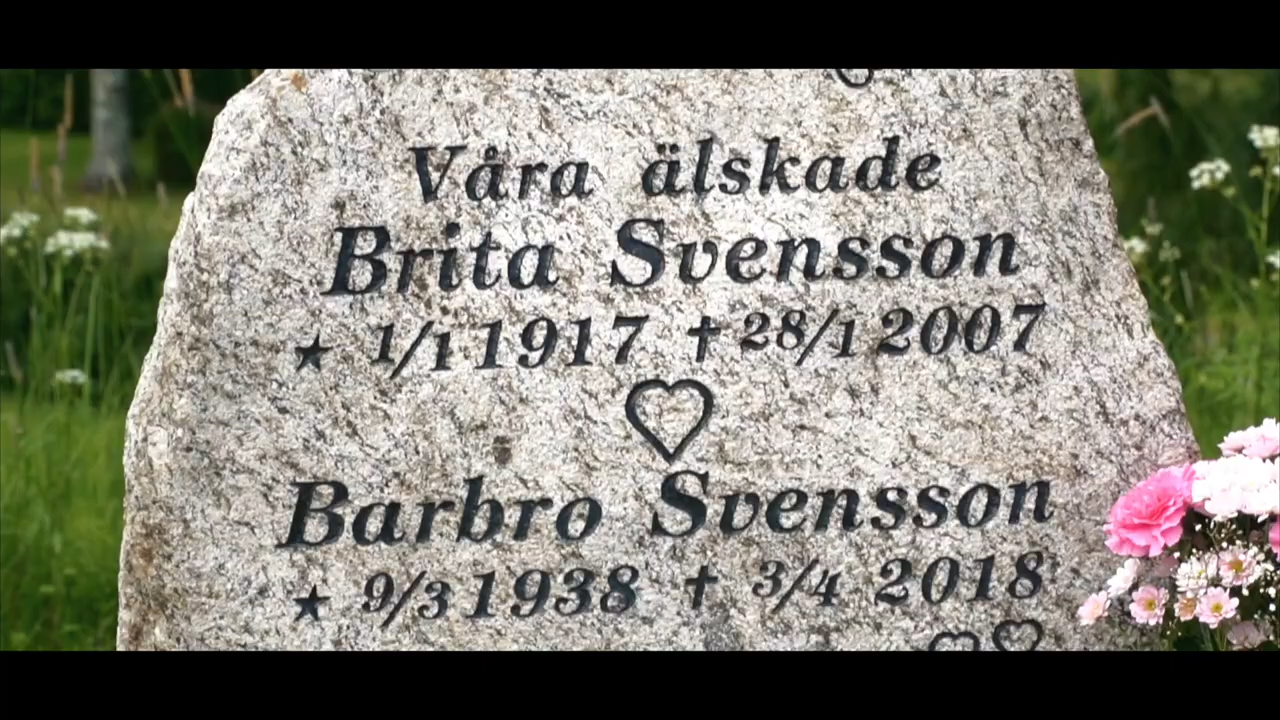 Våra älskade
Brita Svensson
★ 1/1 1917 † 28/1 2007
Barbro Svensson
★ 9/3 1938 † 3/4 2018